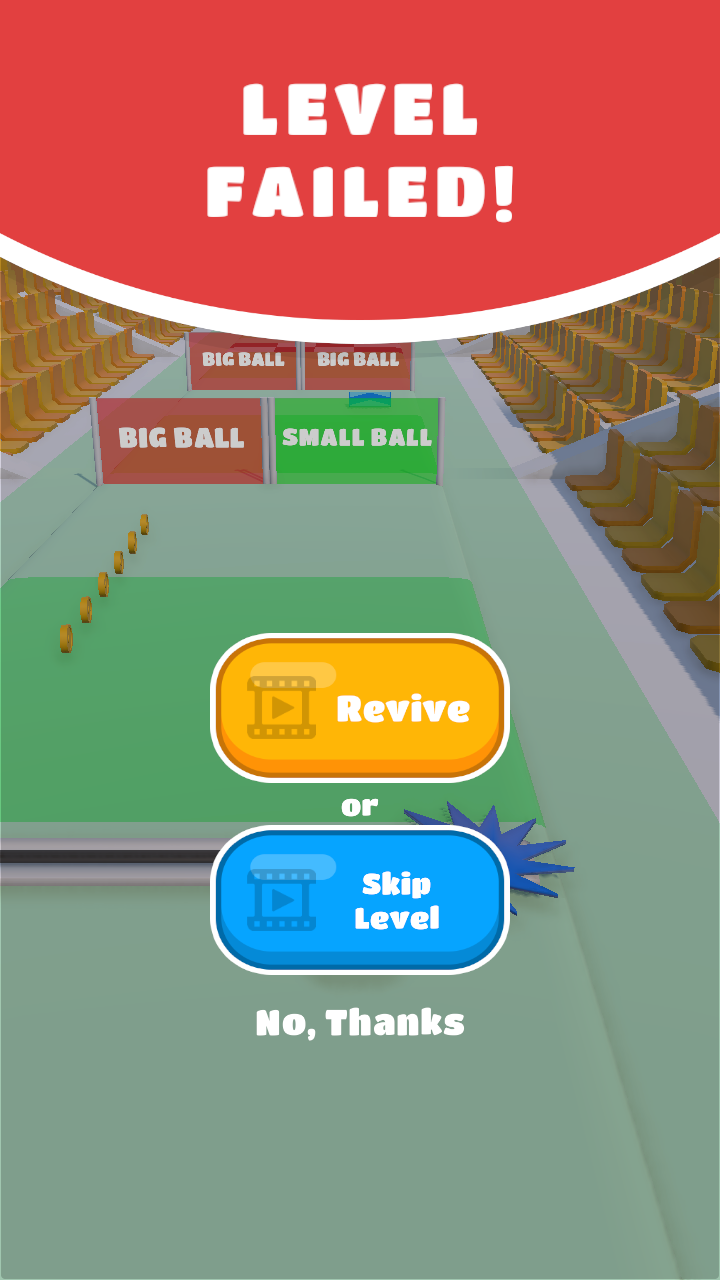 LEVEL
FAILED!
BIG BALL
BIG BALL
BIG BALL
SMALL BALL
Revive
or
Skip
Level
No, Thanks